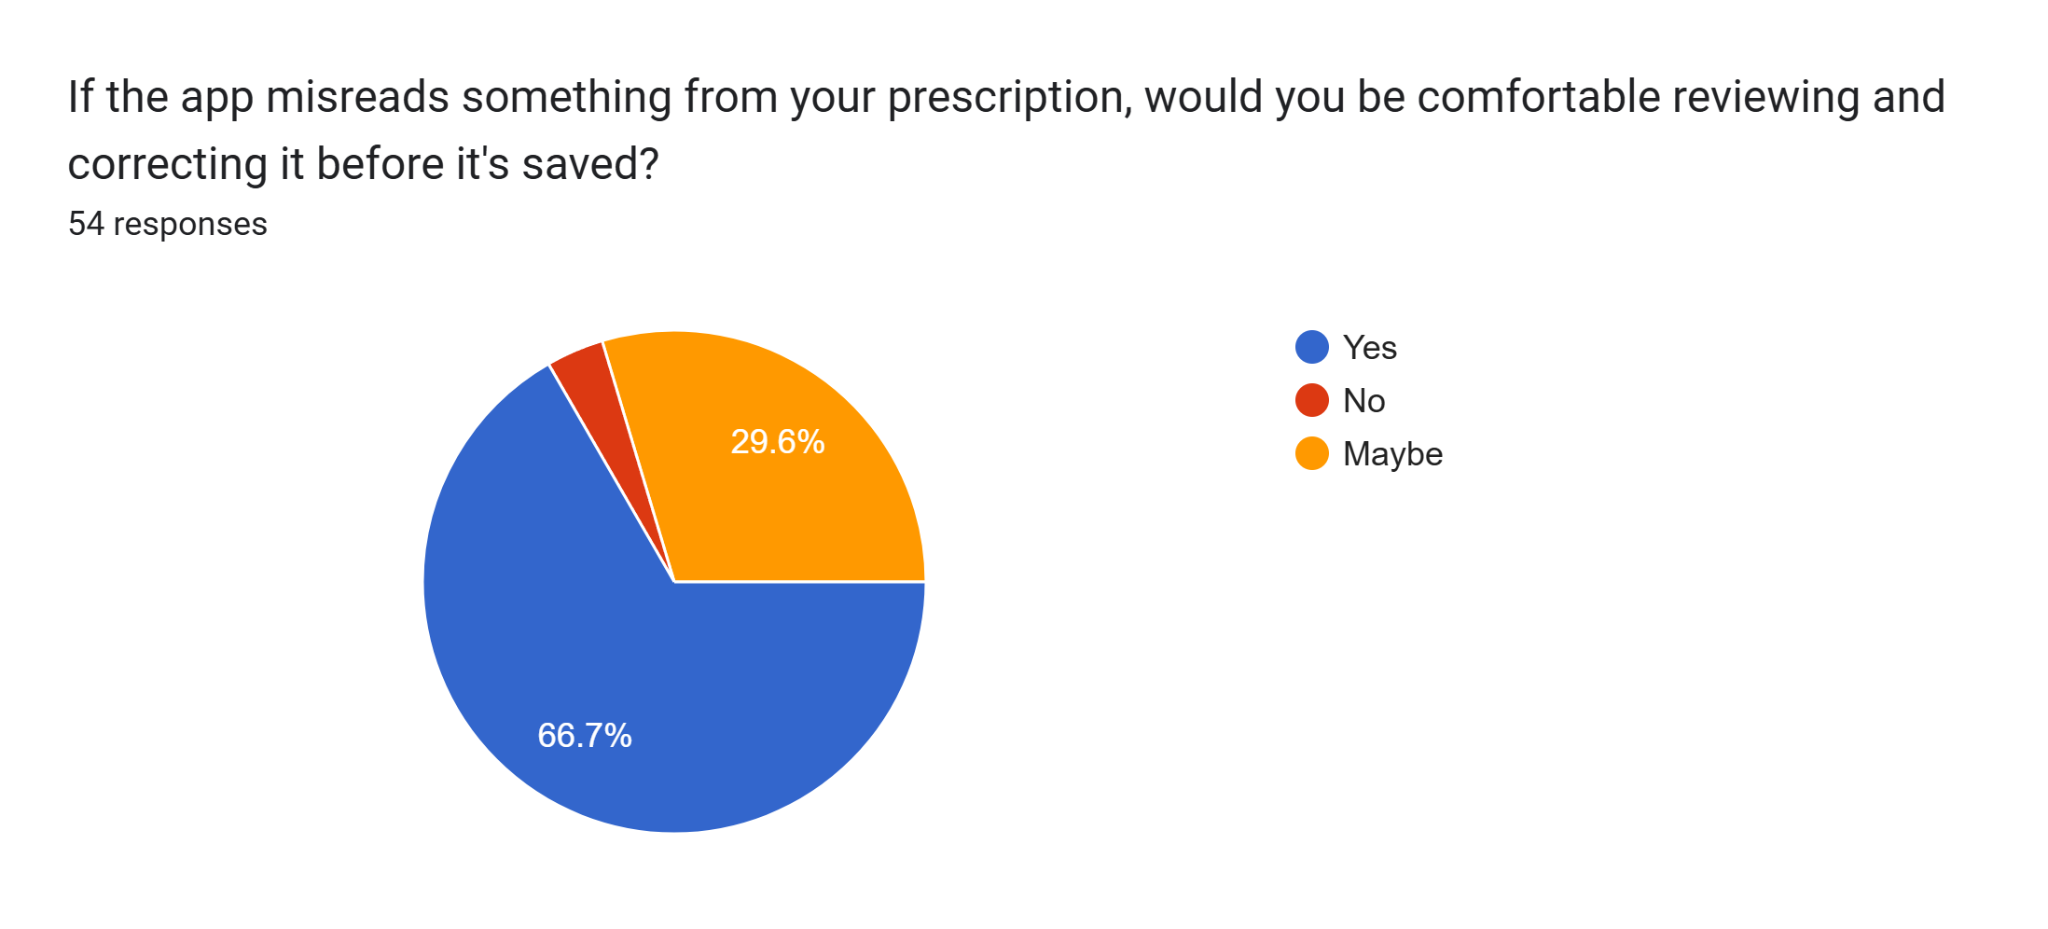 If the app misreads something from your prescription, would you be comfortable reviewing and
correcting it before it's saved?
54 responses
Yes
No
Maybe
29.6%
66.7%